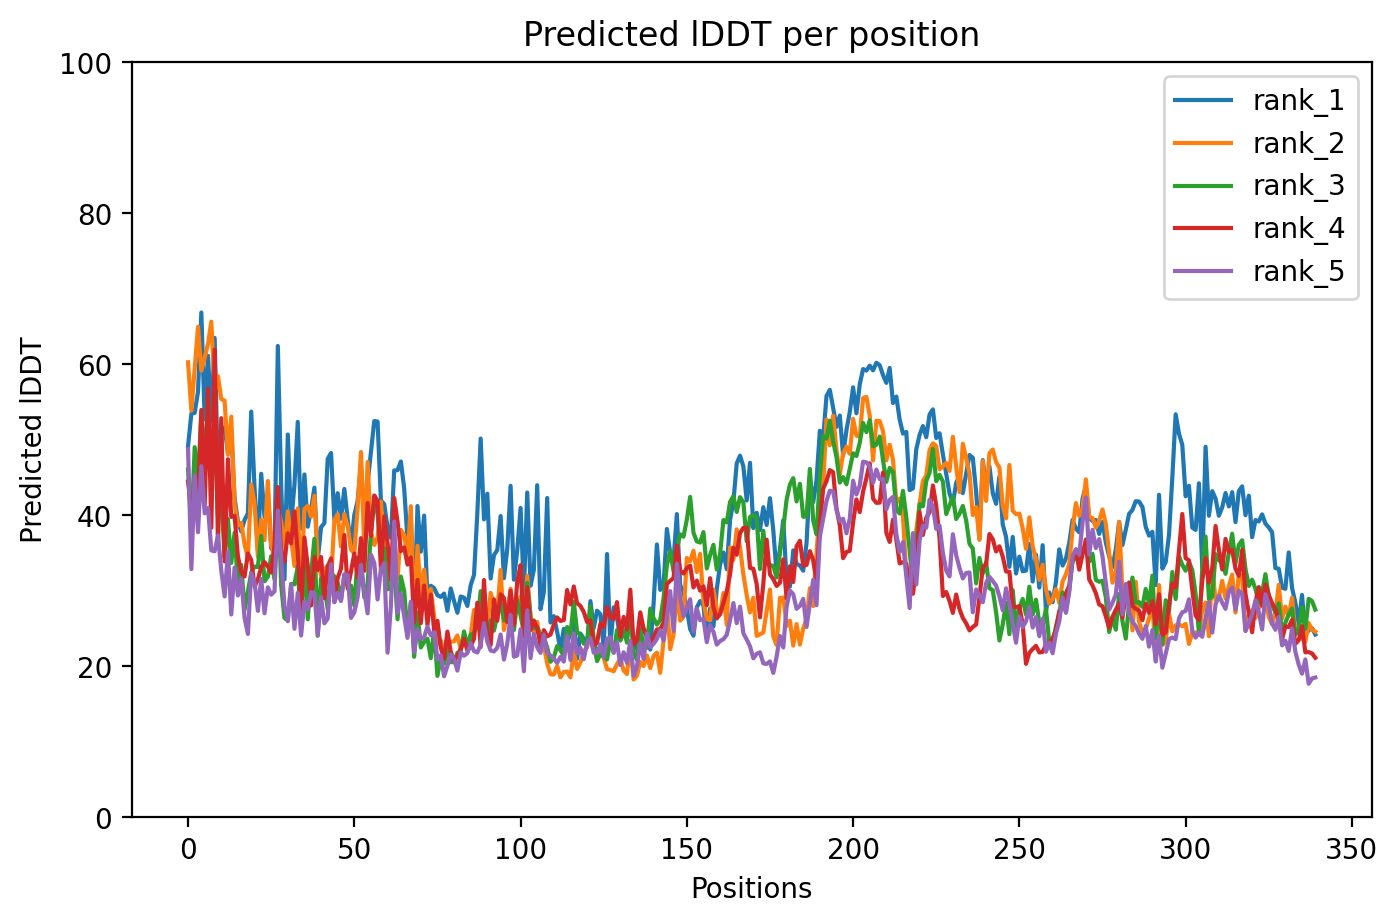 Predicted lDDT per position
100
80
60
40
20
0
Predicted lDDT
rank_1
rank_2
rank_3
rank_4
rank_5
0 50 100 150 200 250 300 350
Positions